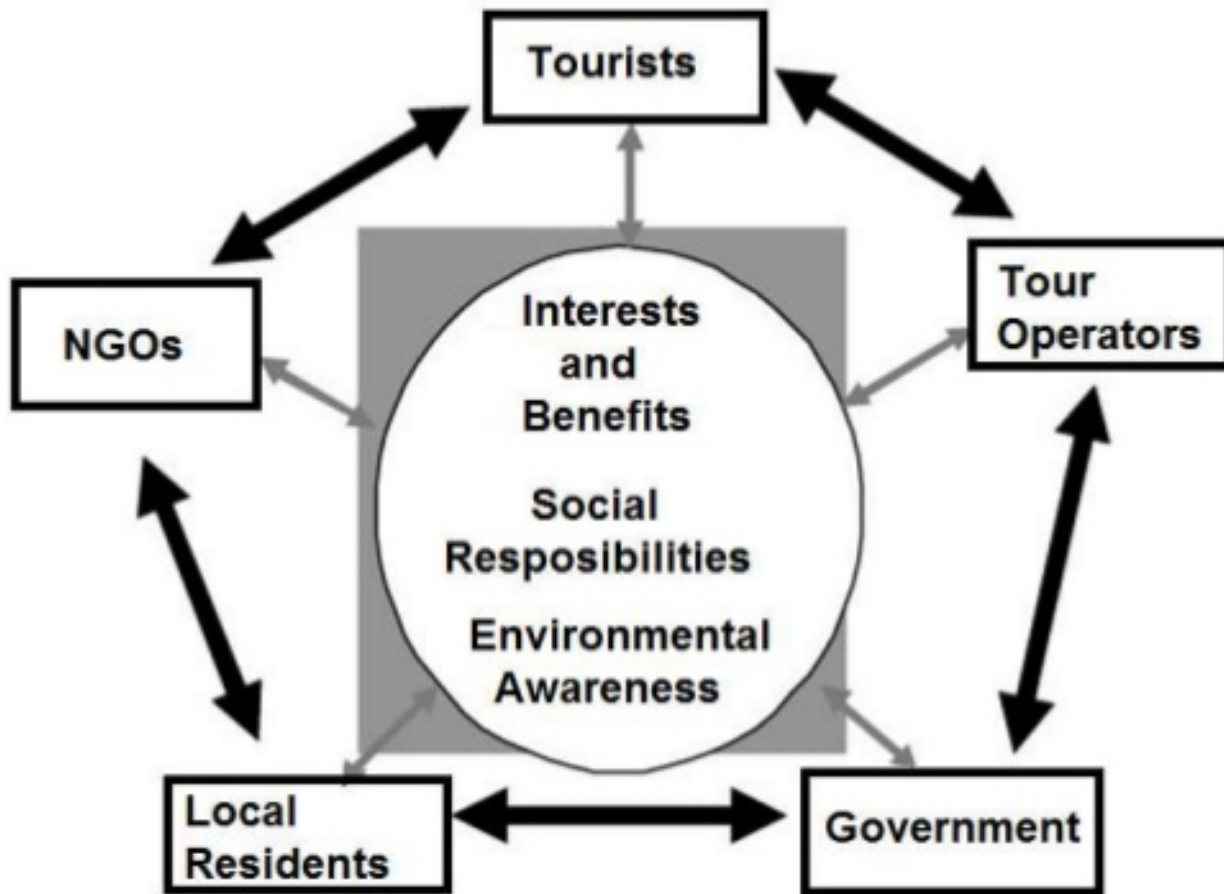 Tourists
Tour
Operators
NGOs
Interests
and
Benefits
Social
Resposibilities
Environmental
Awareness
Local
Residents
Government